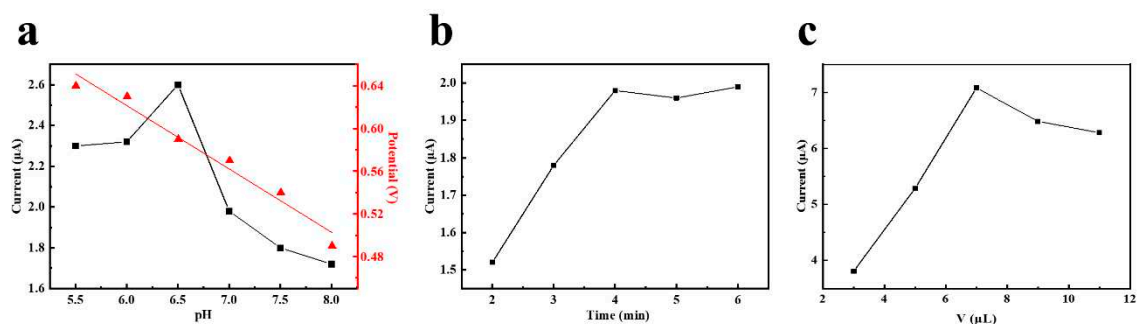 a
2.6
2.4
2.2
2.0
1.8
1.6
Current (μA)
5.5 6.0 6.5 7.0 7.5 8.0
pH
0.64
0.60
0.56
0.52
0.48
Potential (V)
b
2.0
1.9
1.8
1.7
1.6
1.5
Current (μA)
2 3 4 5 6
Time (min)
c
7
6
5
4
Current (μA)
2 4 6 8 10 12
V (μL)